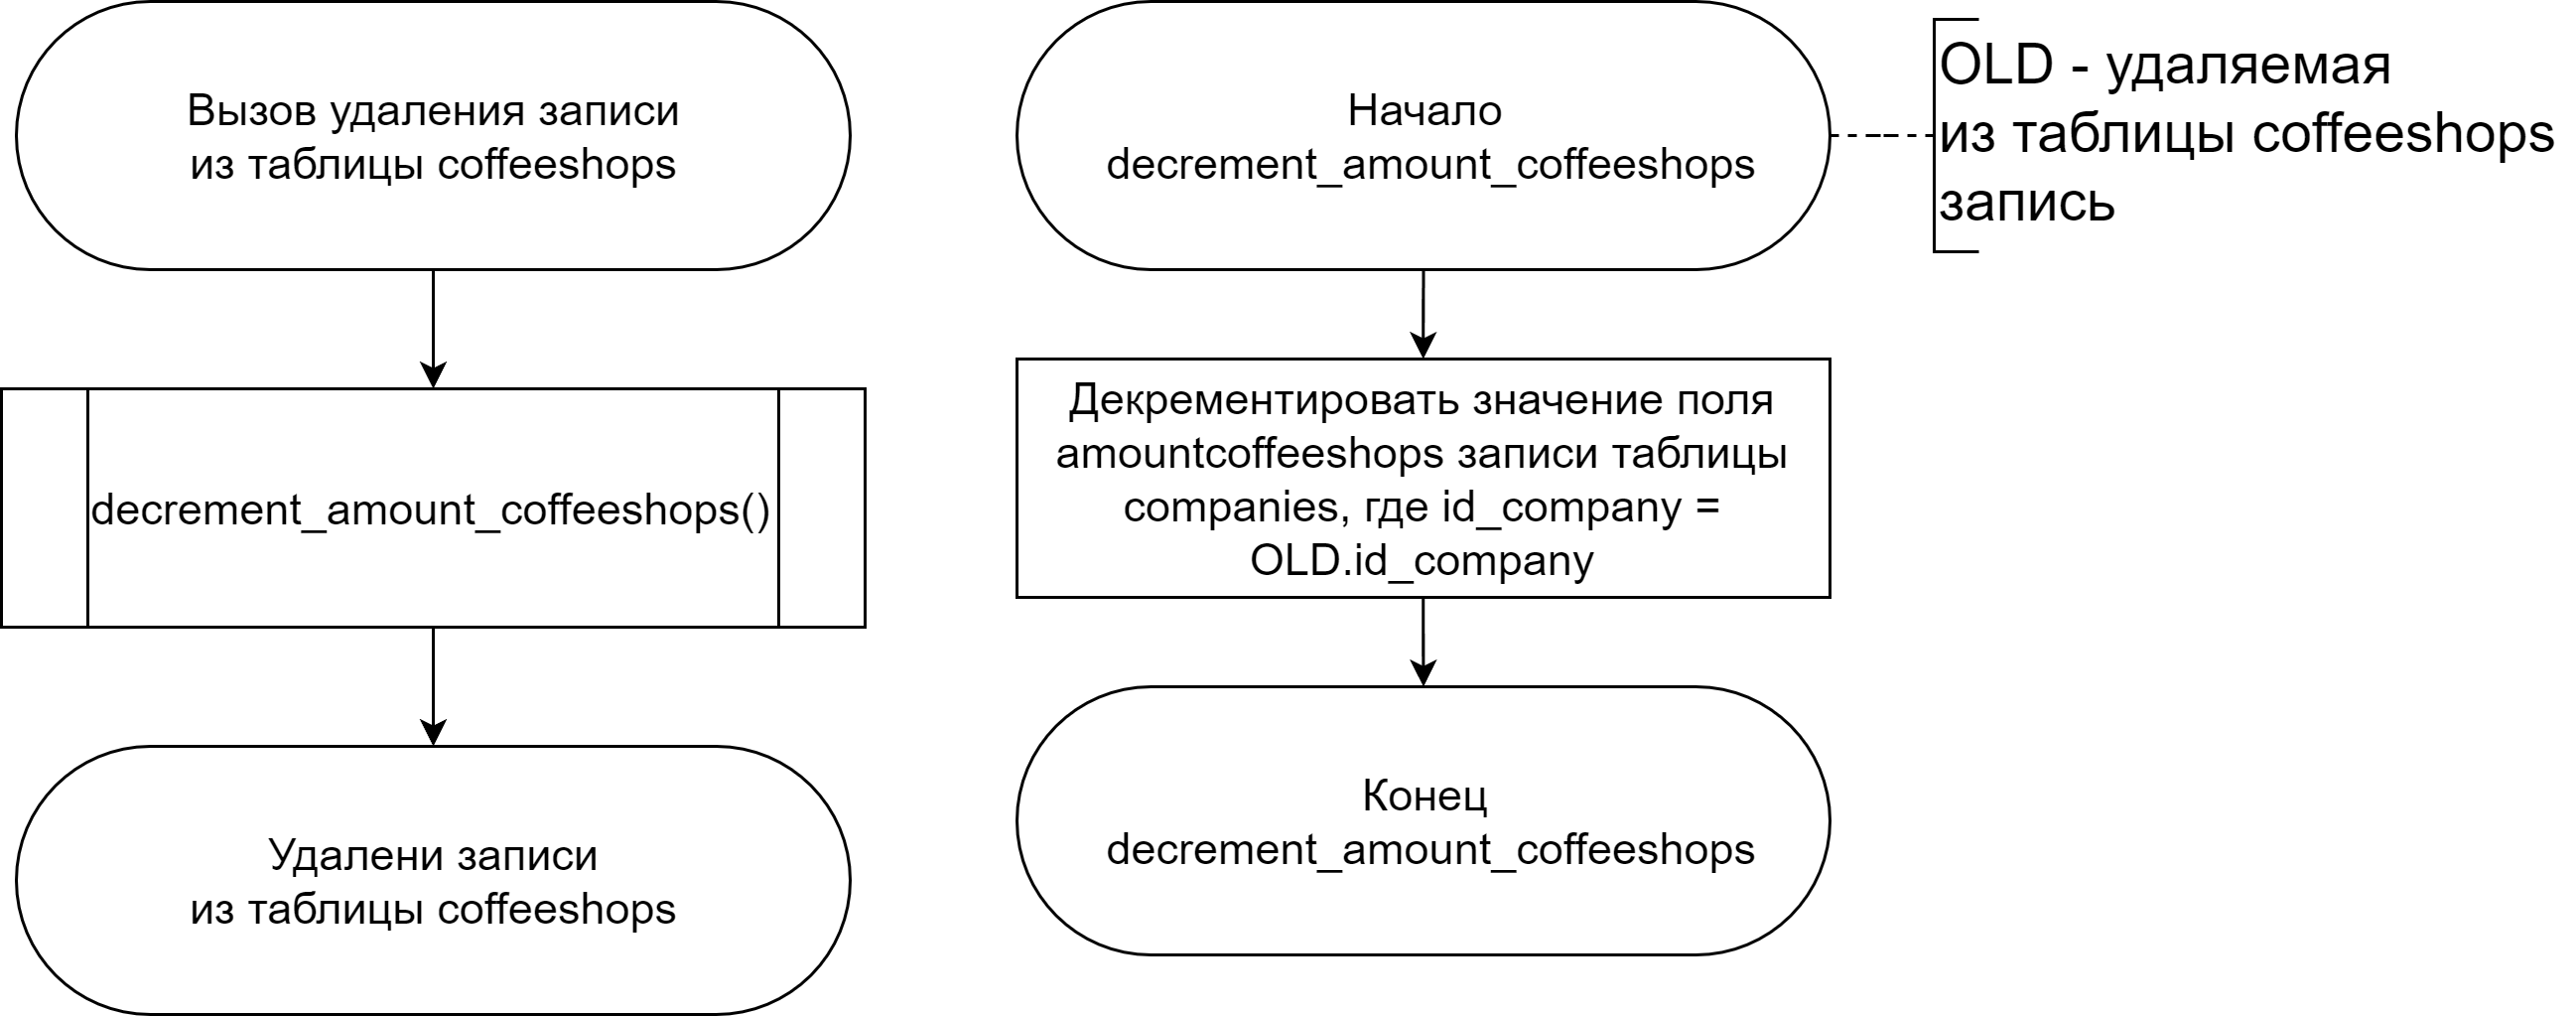 Вызов удаления записи
из таблицы coffeeshops
decrement_amount_coffeeshops()
Удалени записи
из таблицы coffeeshops
Начало
decrement_amount_coffeeshops
OLD - удаляемая
из таблицы coffeeshops
запись
Декрементировать значение поля
amountcoffeeshops записи таблицы
companies, где id_company =
OLD.id_company
Конец
decrement_amount_coffeeshops